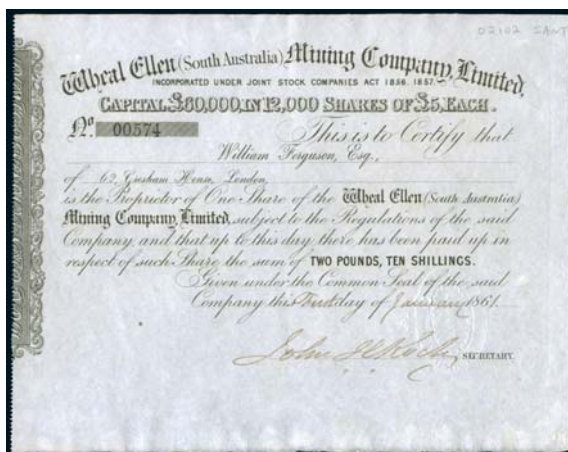 02102 SANT
Wheal Ellen (South Australia) Mining Company, Limited,
INCORPORATED UNDER JOINT STOCK COMPANIES ACT 1856. 1857.
CAPITAL £60,000, IN 12,000 SHARES OF £5, EACH.
No. 00574 This is to Certify that
William Ferguson, Esq.,
of 62, Gresham House, London,
is the Proprietor of One Share of the Wheal Ellen (South Australia)
Mining Company, Limited, subject to the Regulations of the said
Company, and that up to this day there has been paid up in
respect of such Share the sum of TWO POUNDS, TEN SHILLINGS.
Given under the Common Seal of the said
Company this day of January 1861
John SECRETARY.